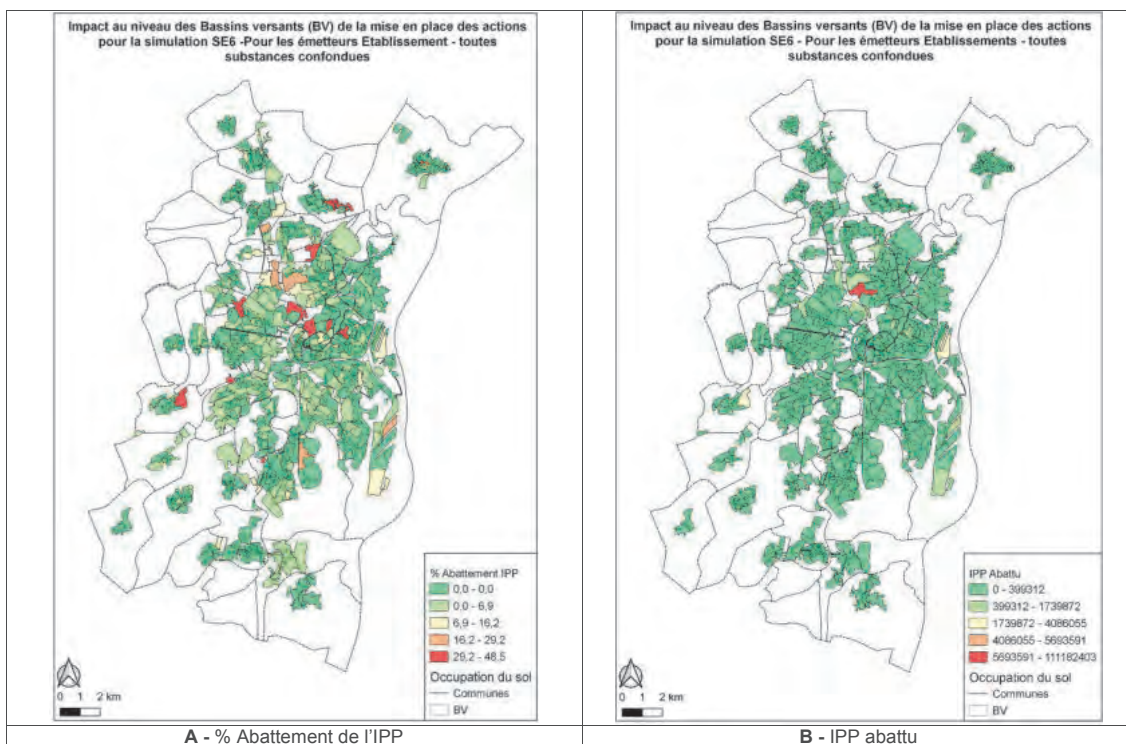 Impact au niveau des Bassins versants (BV) de la mise en place des actions
pour la simulation SE6 -Pour les émetteurs Etablissement - toutes
substances confondues
% Abattement IPP
0,0 - 0,0
0,0 - 6,9
6,9 - 16,2
16,2 - 29,2
29,2 - 48,5
Occupation du sol
Communes
BV
0 1 2 km
A - % Abattement de l'IPP
Impact au niveau des Bassins versants (BV) de la mise en place des actions
pour la simulation SE6 - Pour les émetteurs Etablissements - toutes
substances confondues
IPP Abattu
0 - 399312
399312 - 1739872
1739872 - 4086055
4086055 - 5693591
5693591 - 111182403
Occupation du sol
Communes
BV
0 1 2 km
B - IPP abattu